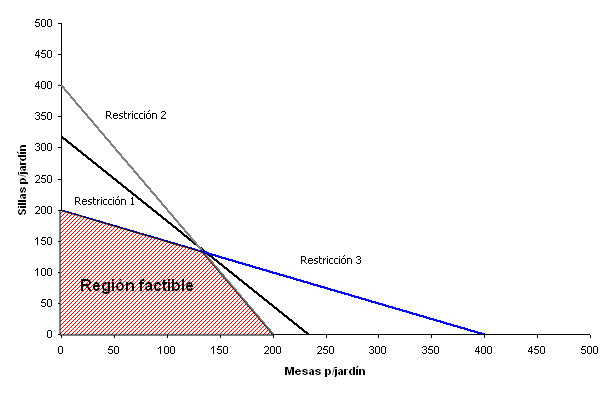 500
450
400
350
300
250
200
150
100
50
0
Sillas p/jardín
Restricción 2
Restricción 1
Restricción 3
Región factible
0 50 100 150 200 250 300 350 400 450 500
Mesas p/jardín